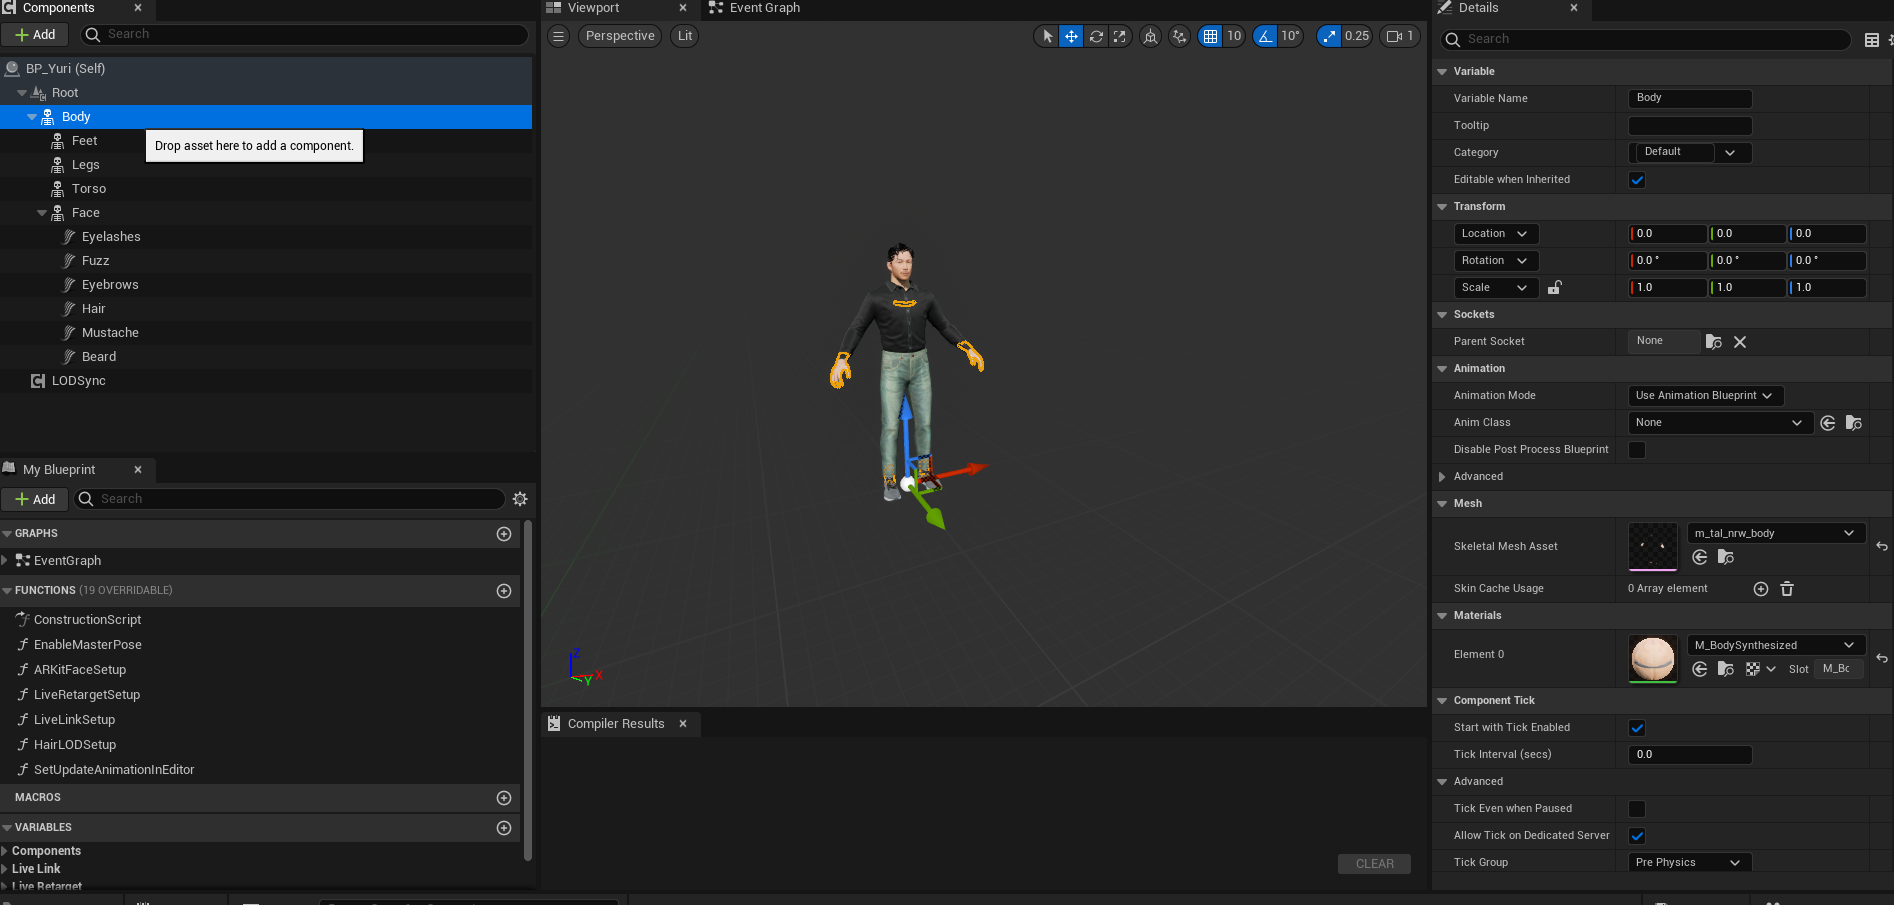 Components
Add
Search
BP_Yuri (Self)
Root
Body
Feet
Drop asset here to add a component.
Legs
Torso
Face
Eyelashes
Fuzz
Eyebrows
Hair
Mustache
Beard
LODSync
My Blueprint
Add
Search
GRAPHS
EventGraph
FUNCTIONS (19 OVERRIDABLE)
ConstructionScript
EnableMasterPose
ARKitFaceSetup
LiveRetargetSetup
LiveLinkSetup
HairLODSetup
SetUpdateAnimationInEditor
MACROS
VARIABLES
Components
Live Link
Live Retarget
Viewport
Event Graph
Perspective
Lit
10
10°
0.25
1
Z
X
Y
Compiler Results
CLEAR
Details
Search
Variable
Variable Name Body
Tooltip
Category Default
Editable when Inherited
Transform
Location 0.0 0.0 0.0
Rotation 0.0 ° 0.0 ° 0.0 °
Scale 1.0 1.0 1.0
Sockets
Parent Socket None
Animation
Animation Mode Use Animation Blueprint
Anim Class None
Disable Post Process Blueprint
Advanced
Mesh
m_tal_nrw_body
Skeletal Mesh Asset
Skin Cache Usage 0 Array element
Materials
M_BodySynthesized
Element 0
Slot M_Bc
Component Tick
Start with Tick Enabled
Tick Interval (secs) 0.0
Advanced
Tick Even when Paused
Allow Tick on Dedicated Server
Tick Group Pre Physics